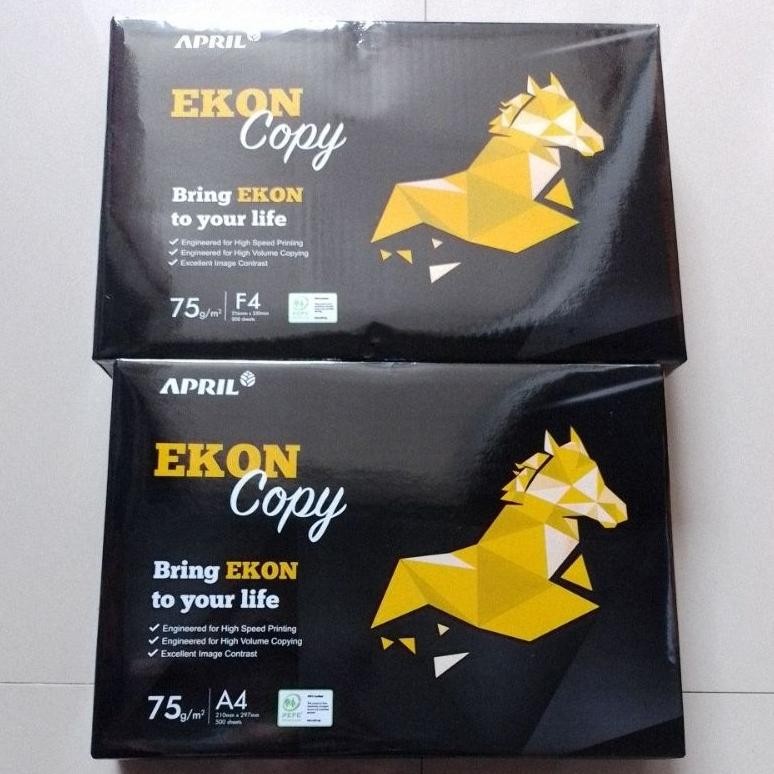 APRIL
EKON
Copy
Bring EKON
to your life
Engineered for High Speed Printing
Engineered for High Volume Copying
Excellent Image Contrast
75g/m²
F4
500 sheets
APRIL
EKON
Copy
Bring EKON
to your life
Engineered for High Speed Printing
Engineered for High Volume Copying
Excellent Image Contrast
75g/m²
A4
210mm x 297mm
500 sheets
PEFC